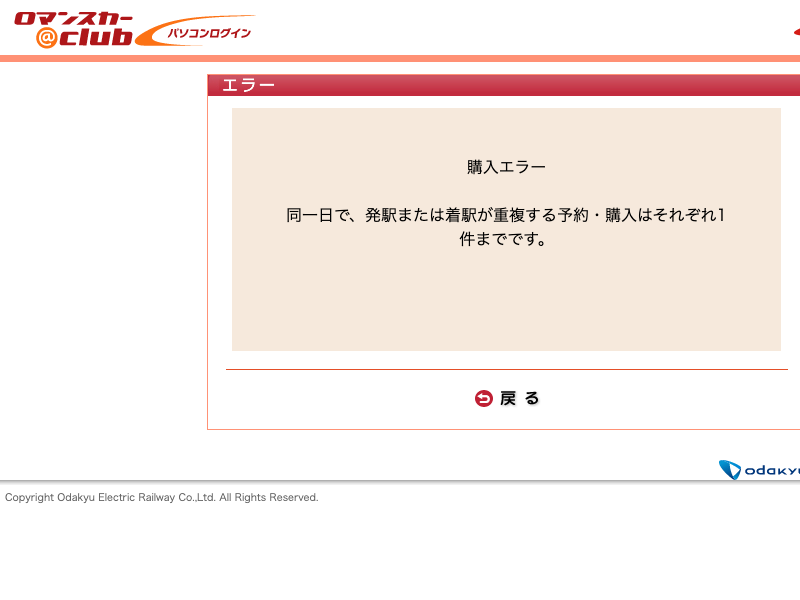 ロマンスカー
@club
パソコンログイン
エラー
購入エラー
同一日で、発駅または着駅が重複する予約・購入はそれぞれ1
件までです。
戻る
odakyu
Copyright Odakyu Electric Railway Co.,Ltd. All Rights Reserved.